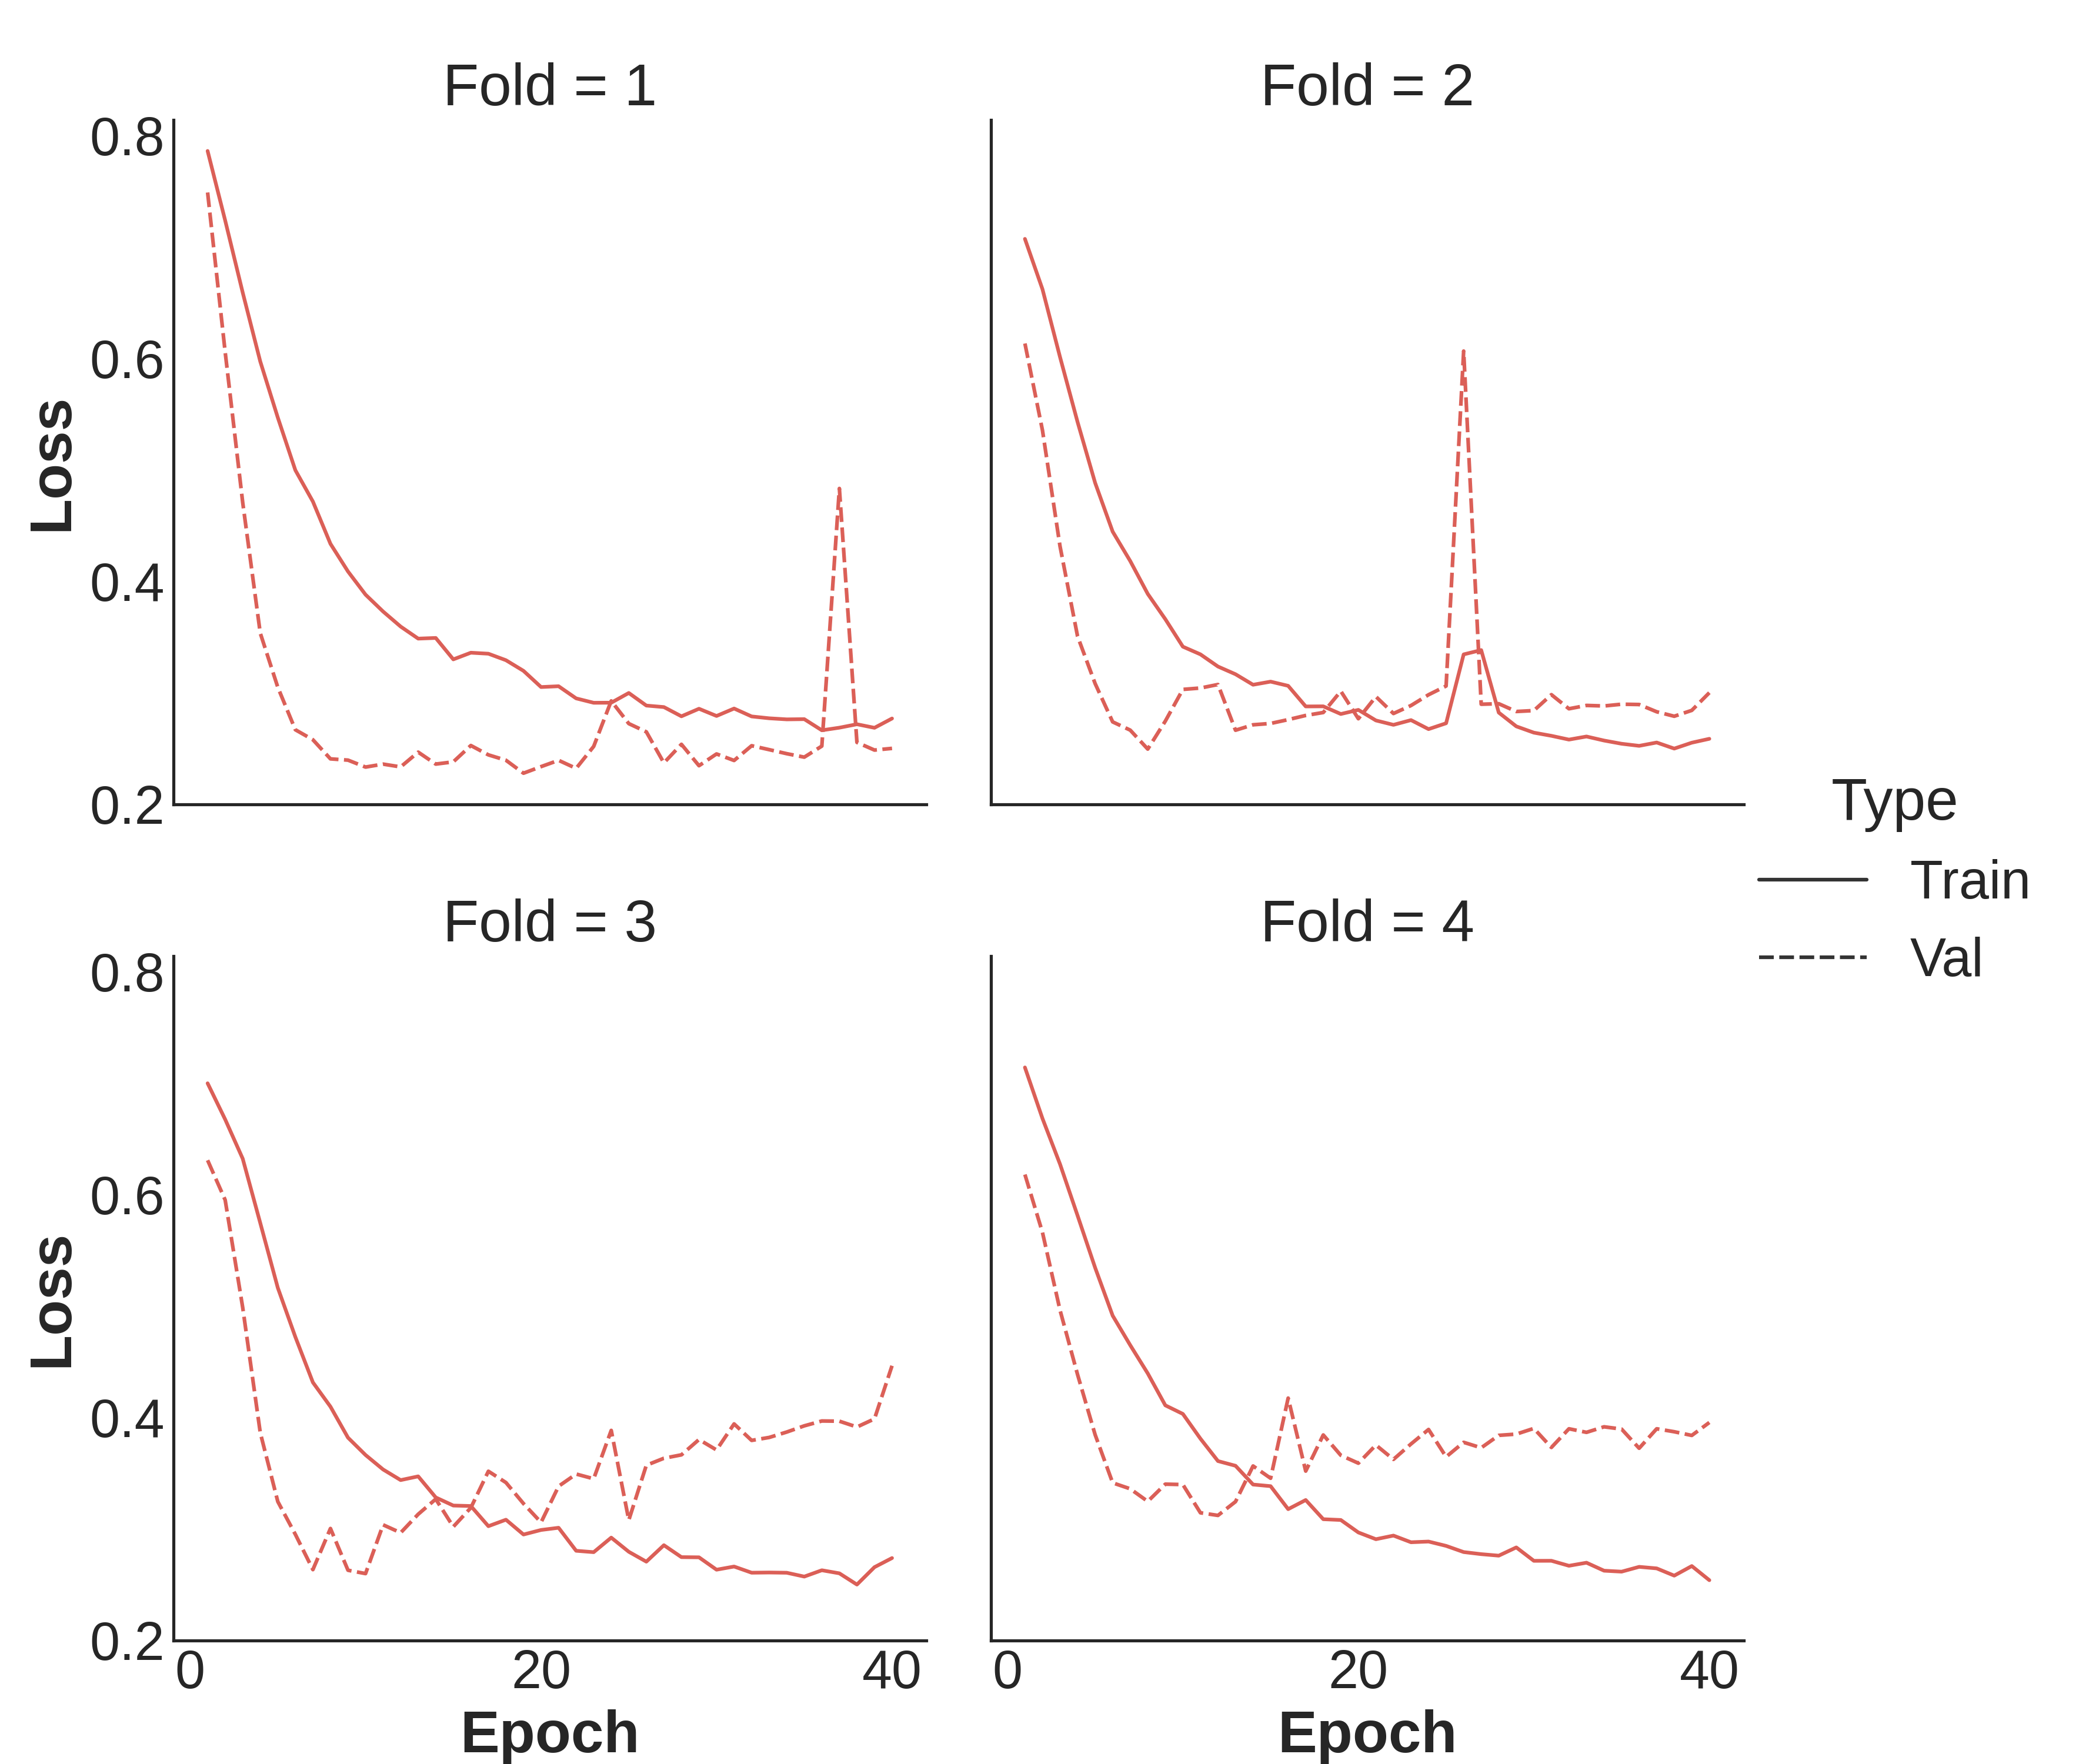 Fold = 1
Fold = 2
0.8
0.6
0.4
0.2
Loss
Type
Train
Val
Fold = 3
Fold = 4
0.8
0.6
0.4
0.2
Loss
0 20 40
0 20 40
Epoch
Epoch